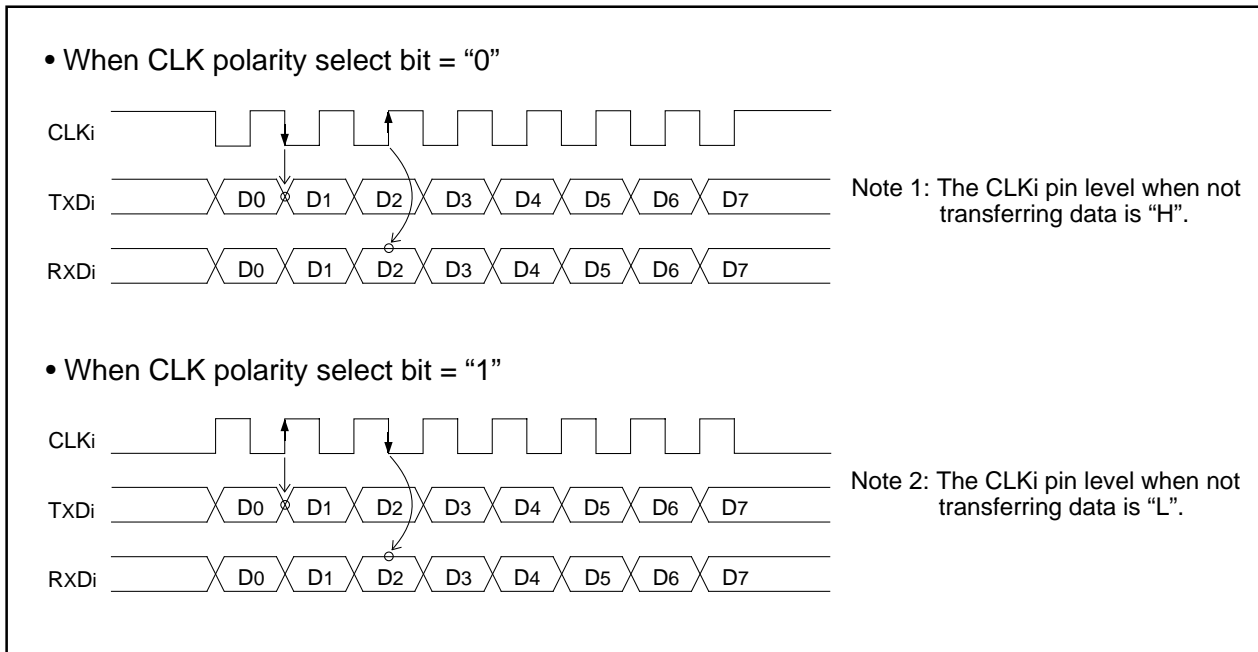 • When CLK polarity select bit = “0”
CLKi
TXDi D0 D1 D2 D3 D4 D5 D6 D7
RXDi D0 D1 D2 D3 D4 D5 D6 D7
Note 1: The CLKi pin level when not
transferring data is “H”.
• When CLK polarity select bit = “1”
CLKi
TXDi D0 D1 D2 D3 D4 D5 D6 D7
RXDi D0 D1 D2 D3 D4 D5 D6 D7
Note 2: The CLKi pin level when not
transferring data is “L”.